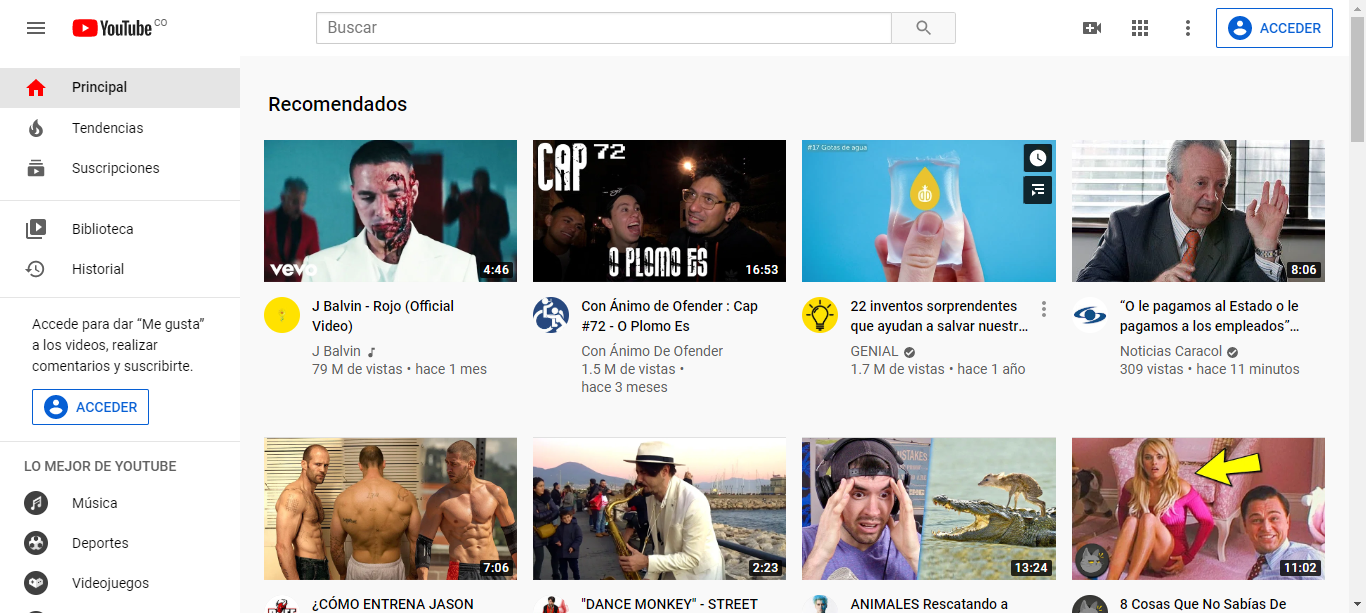 YouTube CO
Buscar
ACCEDER
Principal
Tendencias
Suscripciones
Biblioteca
Historial
Accede para dar “Me gusta”
a los videos, realizar
comentarios y suscribirte.
ACCEDER
LO MEJOR DE YOUTUBE
Música
Deportes
Videojuegos
Recomendados
vevo
4:46
J Balvin - Rojo (Official
Video)
J Balvin
79 M de vistas • hace 1 mes
CAP 72
O PLOMO ES
16:53
Con Ánimo de Ofender : Cap
#72 - O Plomo Es
Con Ánimo De Ofender
1.5 M de vistas •
hace 3 meses
#17 Gotas de agua
22 inventos sorprendentes
que ayudan a salvar nuestr...
GENIAL
1.7 M de vistas • hace 1 año
8:06
“O le pagamos al Estado o le
pagamos a los empleados”...
Noticias Caracol
309 vistas • hace 11 minutos
7:06
¿CÓMO ENTRENA JASON
2:23
"DANCE MONKEY" - STREET
13:24
ANIMALES Rescatando a
11:02
8 Cosas Que No Sabías De